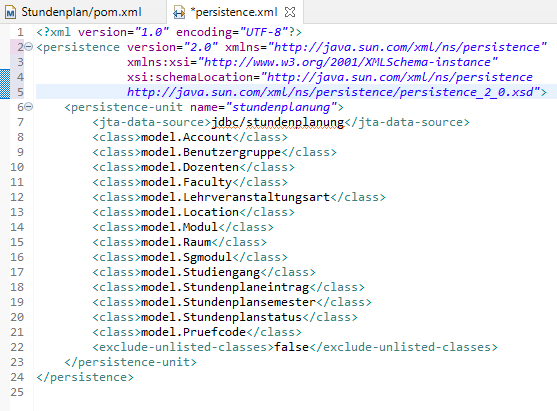 Stundenplan/pom.xml *persistence.xml
1 <?xml version="1.0" encoding="UTF-8"?>
2 <persistence version="2.0" xmlns="http://java.sun.com/xml/ns/persistence"
3 xmlns:xsi="http://www.w3.org/2001/XMLSchema-instance"
4 xsi:schemaLocation="http://java.sun.com/xml/ns/persistence
5 http://java.sun.com/xml/ns/persistence/persistence_2_0.xsd">
6 <persistence-unit name="stundenplanung">
7 <jta-data-source>jdbc/stundenplanung</jta-data-source>
8 <class>model.Account</class>
9 <class>model.Benutzergruppe</class>
10 <class>model.Dozenten</class>
11 <class>model.Faculty</class>
12 <class>model.Lehrveranstaltungsart</class>
13 <class>model.Location</class>
14 <class>model.Modul</class>
15 <class>model.Raum</class>
16 <class>model.Sgmodul</class>
17 <class>model.Studiengang</class>
18 <class>model.Stundenplaneintrag</class>
19 <class>model.Stundenplansemester</class>
20 <class>model.Stundenplanstatus</class>
21 <class>model.Pruefcode</class>
22 <exclude-unlisted-classes>false</exclude-unlisted-classes>
23 </persistence-unit>
24 </persistence>
25